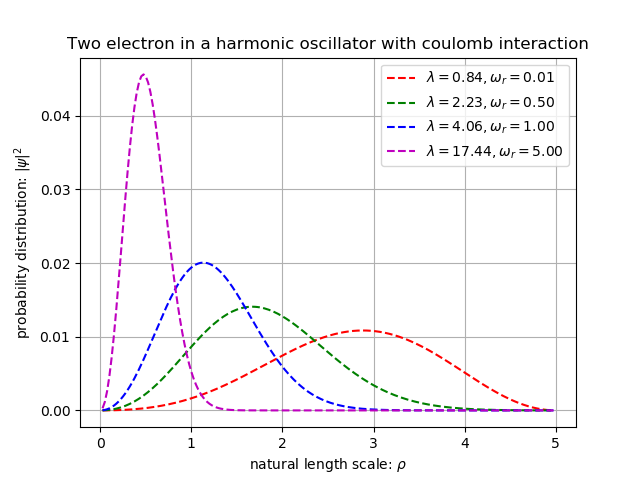 Two electron in a harmonic oscillator with coulomb interaction
λ = 0.84, ω_r = 0.01
λ = 2.23, ω_r = 0.50
λ = 4.06, ω_r = 1.00
λ = 17.44, ω_r = 5.00
probability distribution: |ψ|²
0.04
0.03
0.02
0.01
0.00
0 1 2 3 4 5
natural length scale: ρ